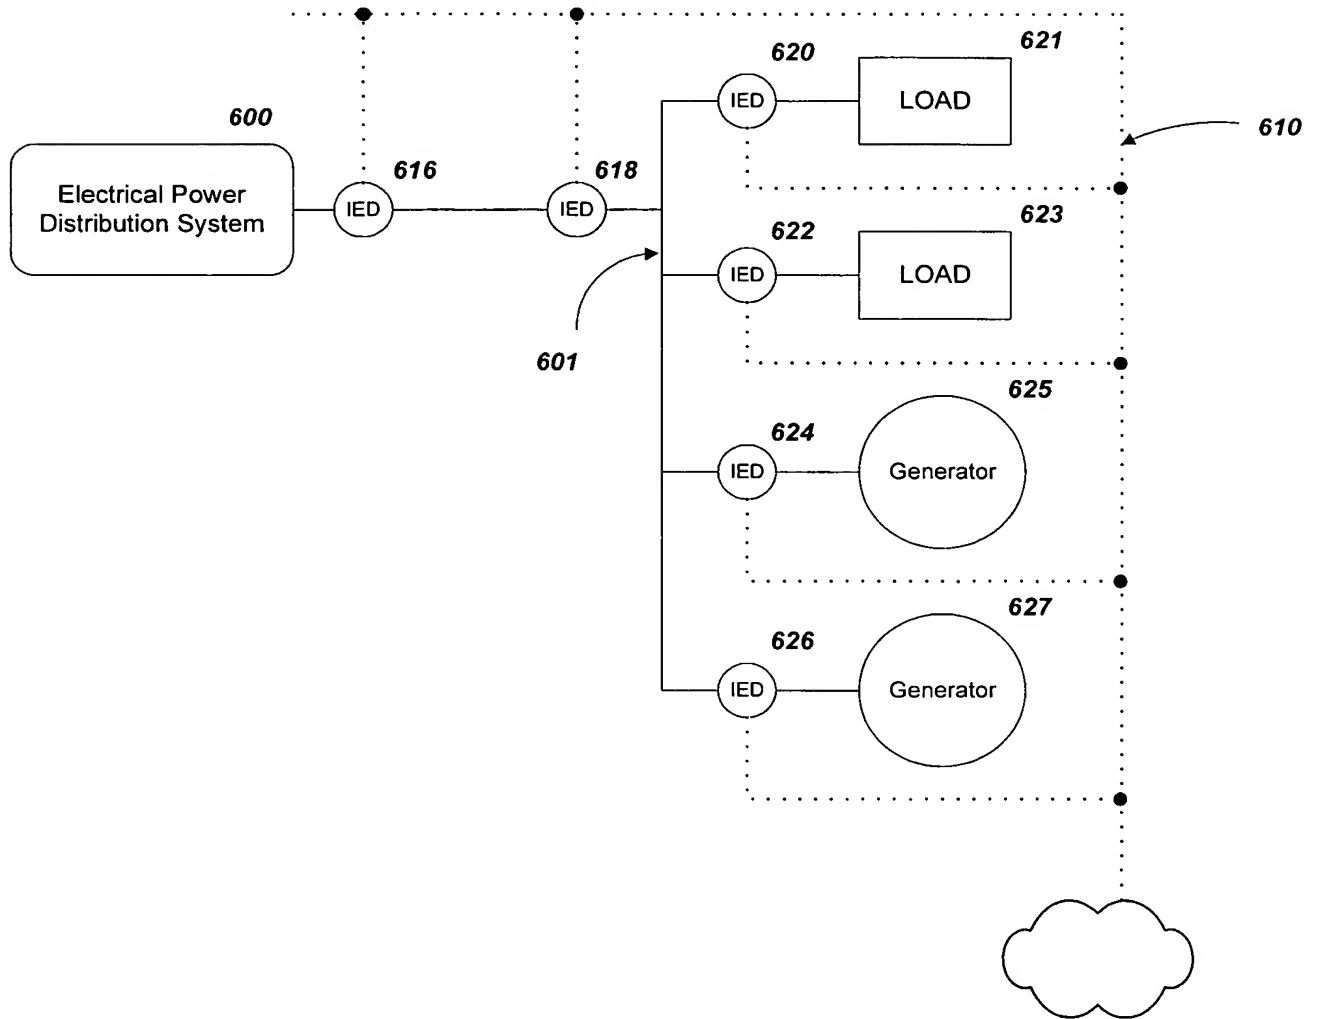 620
621
IED
LOAD
600
610
616
618
Electrical Power
Distribution System
IED
IED
622
623
IED
LOAD
601
625
624
IED
Generator
627
626
IED
Generator